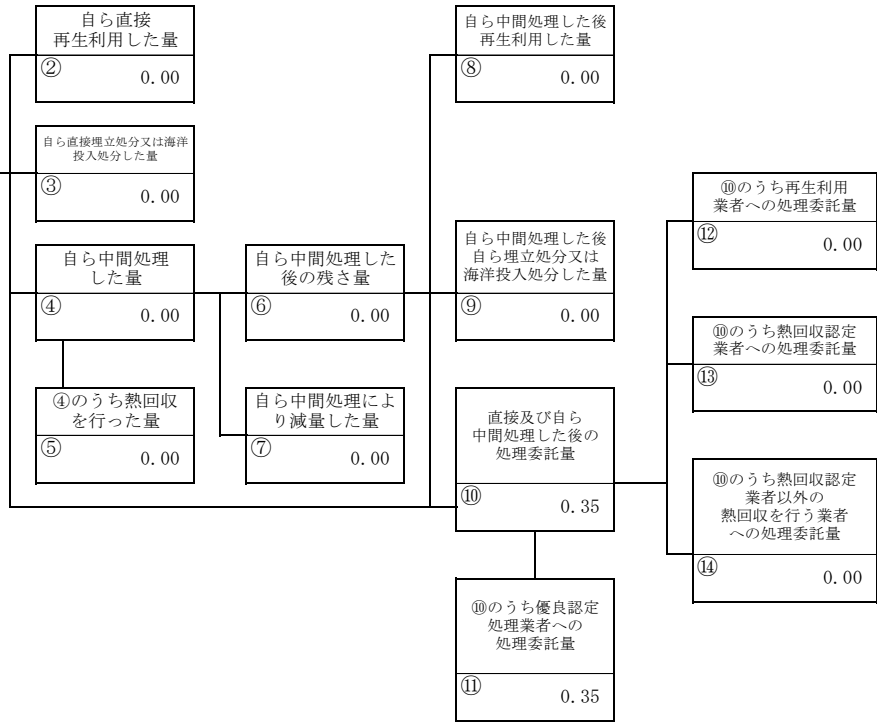 自ら直接
再生利用した量
②
0.00
自ら直接埋立処分又は海洋
投入処分した量
③
0.00
自ら中間処理
した量
④
0.00
④のうち熱回収
を行った量
⑤
0.00
自ら中間処理した
後の残さ量
⑥
0.00
自ら中間処理によ
り減量した量
⑦
0.00
自ら中間処理した後
再生利用した量
⑧
0.00
自ら中間処理した後
自ら埋立処分又は
海洋投入処分した量
⑨
0.00
直接及び自ら
中間処理した後の
処理委託量
⑩
0.35
⑩のうち優良認定
処理業者への
処理委託量
⑪
0.35
⑩のうち再生利用
業者への処理委託量
⑫
0.00
⑩のうち熱回収認定
業者への処理委託量
⑬
0.00
⑩のうち熱回収認定
業者以外の
熱回収を行う業者
への処理委託量
⑭
0.00